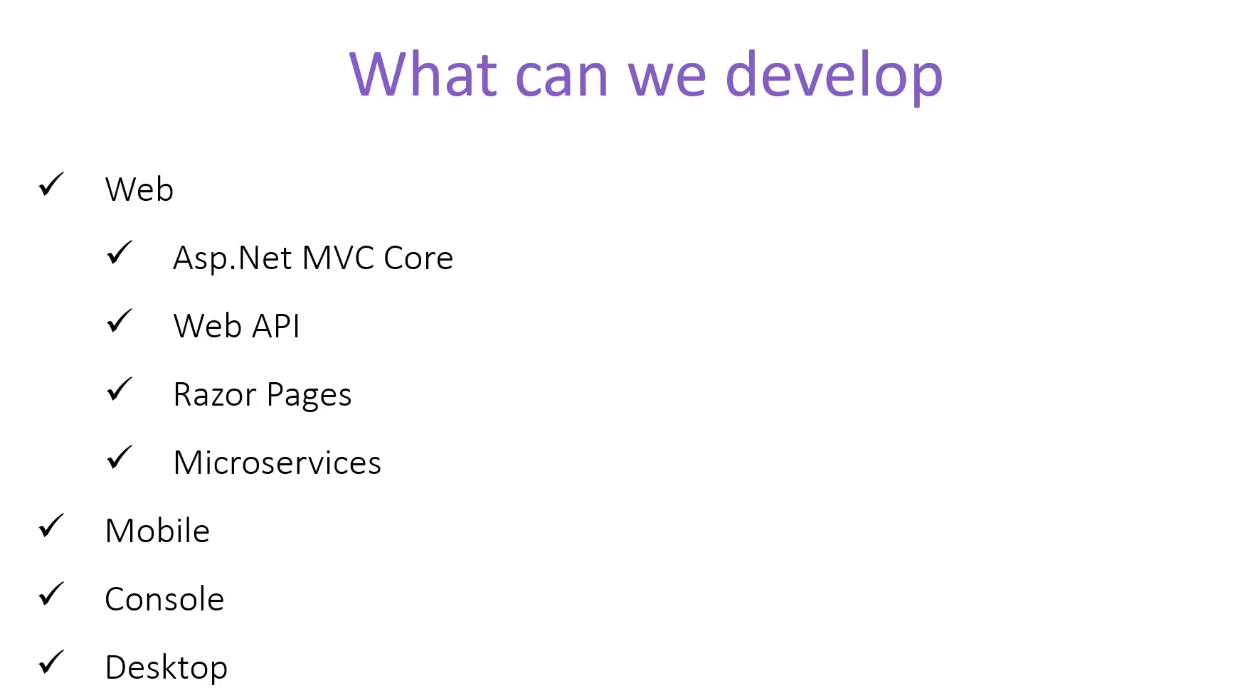 What can we develop
✓ Web
✓ Asp.Net MVC Core
✓ Web API
✓ Razor Pages
✓ Microservices
✓ Mobile
✓ Console
✓ Desktop